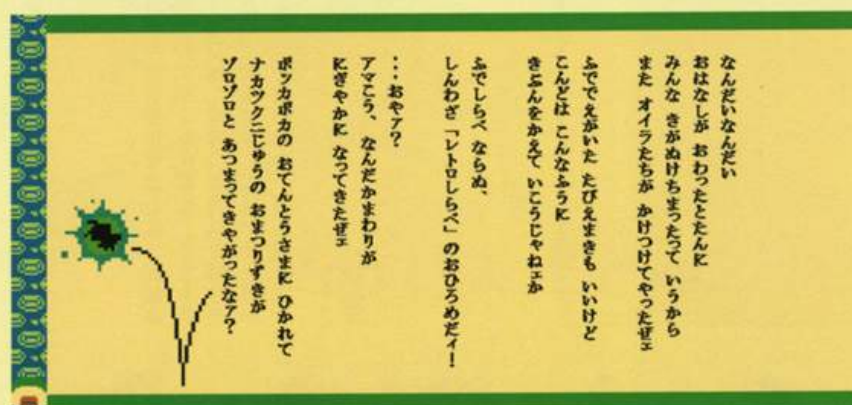 なんだいなんだい
おはなしが おわったとたんに
みんな きがぬけちまったって いうから
また オイラたちが かけつけてやったぜェ
ふでで えがいた たびえまきも いいけど
こんどは こんなふうに
きぶんをかえて いこうじゃねェか
ふでしらべ ならぬ、
しんわざ 「レトロしらべ」 のおひろめだィ！
・・・おやァ？
アマこう、 なんだかまわりが
にぎやかに なってきたぜェ
ポッカポカの おてんとうさまに ひかれて
ナカツクニじゅうの おまつりずきが
ゾロゾロと あつまってきやがったなァ？